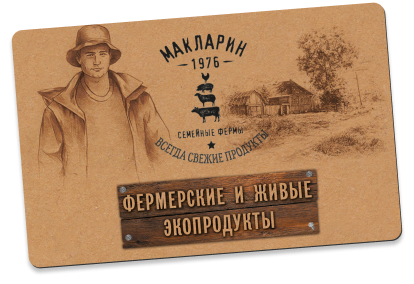 МАКЛАРИН
1976
СЕМЕЙНЫЕ ФЕРМЫ
ВСЕГДА СВЕЖИЕ ПРОДУКТЫ
ФЕРМЕРСКИЕ И ЖИВЫЕ
ЭКОПРОДУКТЫ